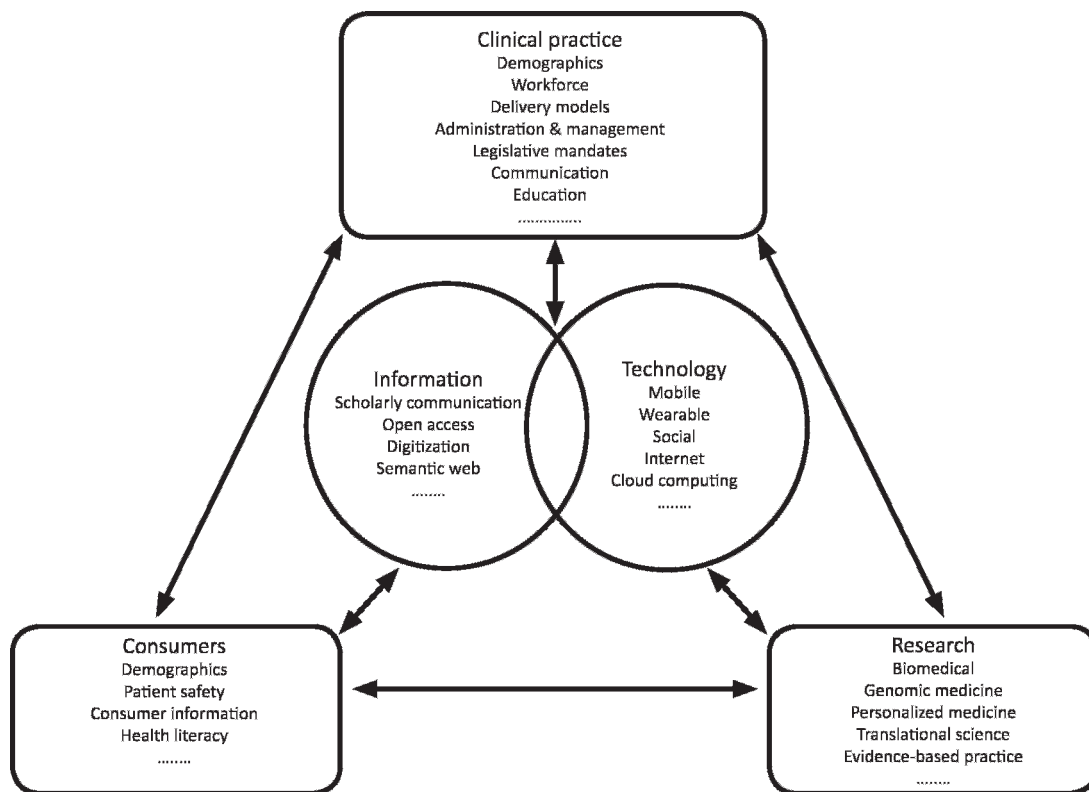 Clinical practice
Demographics
Workforce
Delivery models
Administration & management
Legislative mandates
Communication
Education
..............
Information
Scholarly communication
Open access
Digitization
Semantic web
........
Technology
Mobile
Wearable
Social
Internet
Cloud computing
........
Consumers
Demographics
Patient safety
Consumer information
Health literacy
........
Research
Biomedical
Genomic medicine
Personalized medicine
Translational science
Evidence-based practice
........